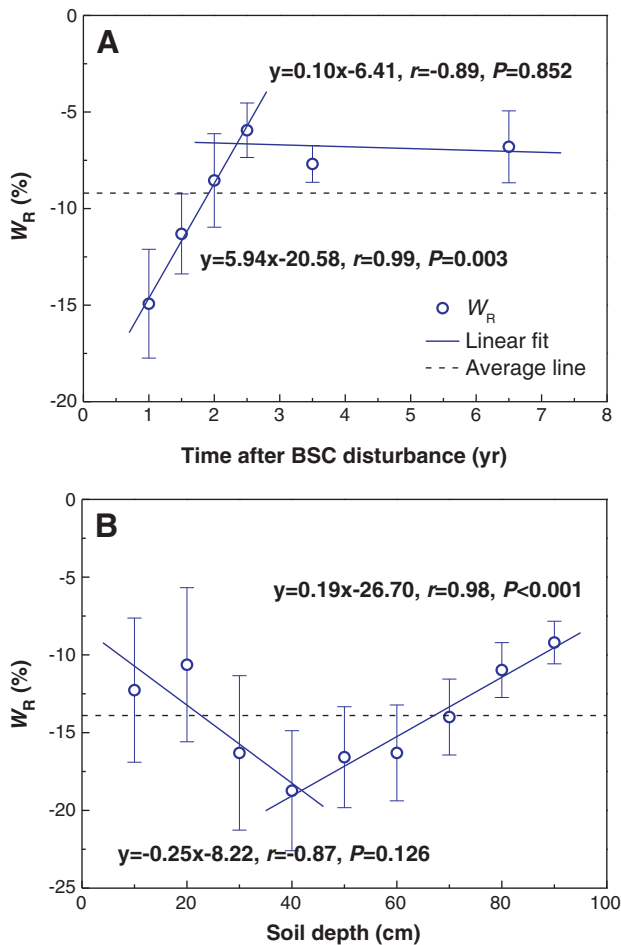 A
y=0.10x-6.41, r=-0.89, P=0.852
y=5.94x-20.58, r=0.99, P=0.003
W_R
Linear fit
Average line
W_R (%)
0
-5
-10
-15
-20
0 1 2 3 4 5 6 7 8
Time after BSC disturbance (yr)
B
y=0.19x-26.70, r=0.98, P<0.001
y=-0.25x-8.22, r=-0.87, P=0.126
W_R (%)
0
-5
-10
-15
-20
-25
0 20 40 60 80 100
Soil depth (cm)